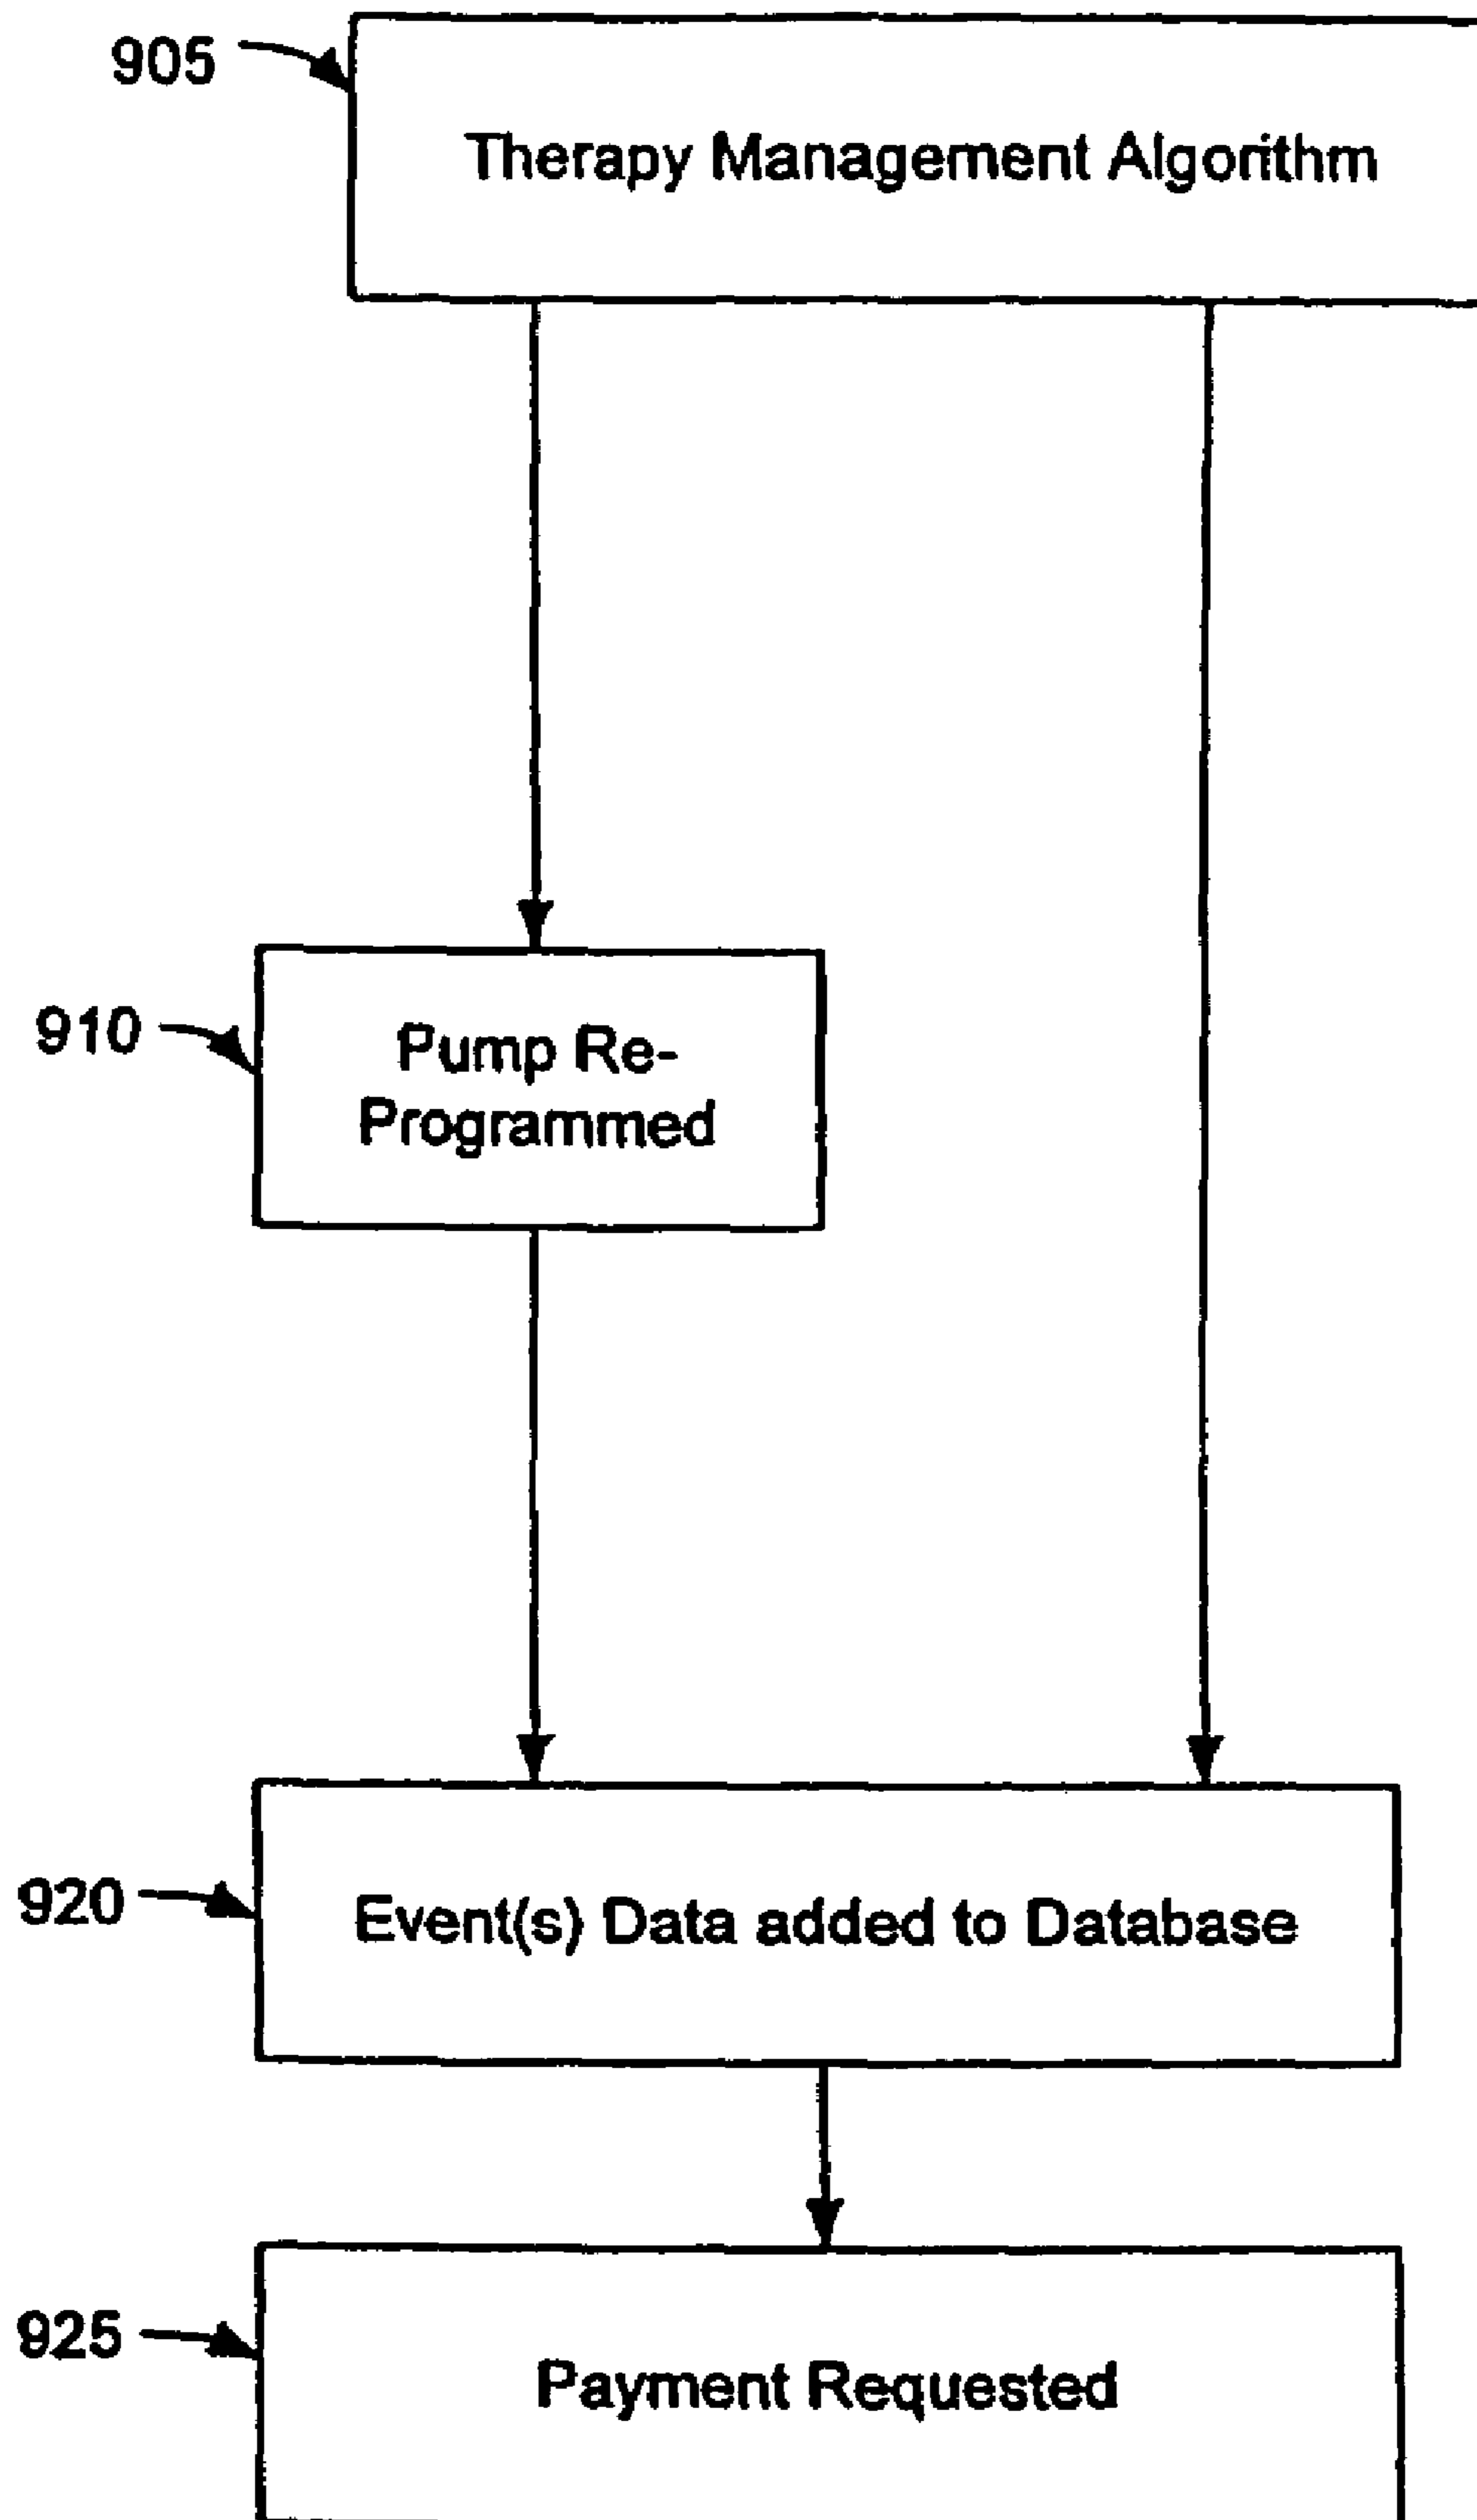 905
Therapy Management Algorithm
910
Pump Re-
Programmed
920
Event(s) Data added to Database
925
Payment Requested